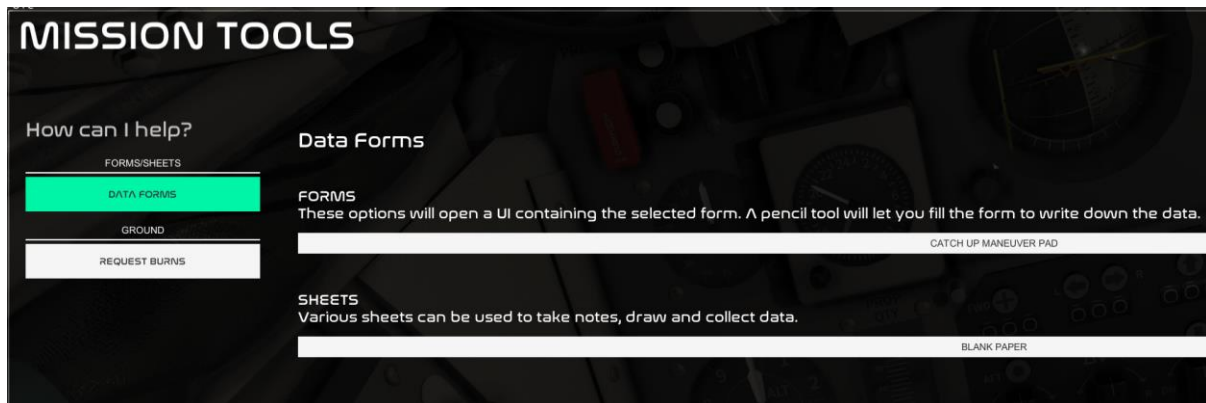 MISSION TOOLS
How can I help?
FORMS/SHEETS
DATA FORMS
GROUND
REQUEST BURNS
Data Forms
FORMS
These options will open a UI containing the selected form. A pencil tool will let you fill the form to write down the data.
CATCH UP MANEUVER PAD
SHEETS
Various sheets can be used to take notes, draw and collect data.
BLANK PAPER